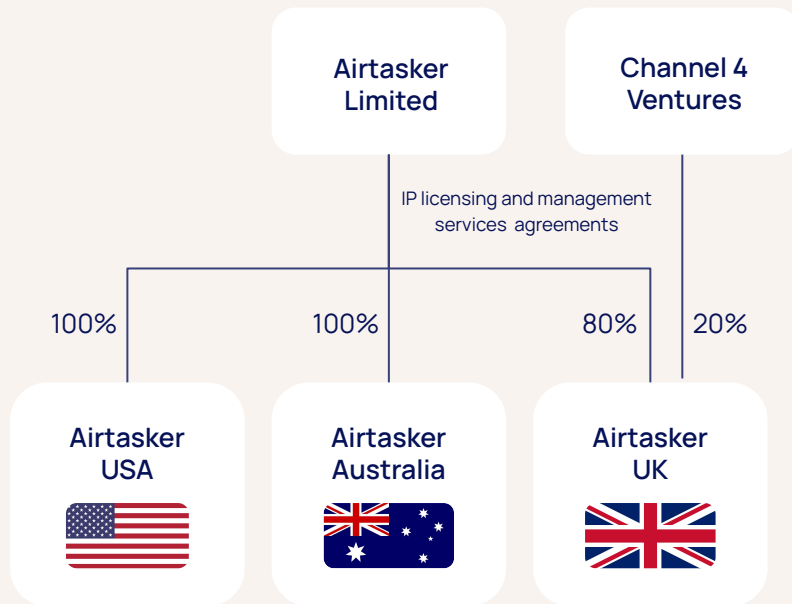 Airtasker
Limited
Channel 4
Ventures
IP licensing and management
services agreements
100%
100%
80%
20%
Airtasker
USA
Airtasker
Australia
Airtasker
UK